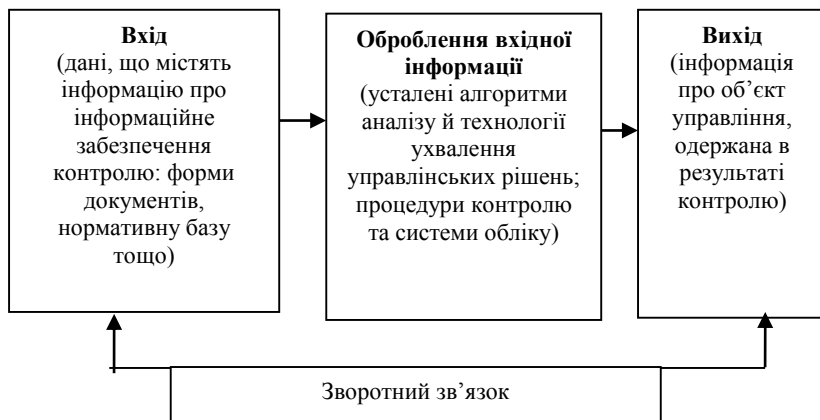 Вхід
(дані, що містять
інформацію про
інформаційне
забезпечення
контролю: форми
документів,
нормативну базу
тощо)
Оброблення вхідної
інформації
(усталені алгоритми
аналізу й технології
ухвалення
управлінських рішень;
процедури контролю
та системи обліку)
Вихід
(інформація
про об’єкт
управління,
одержана в
результаті
контролю)
Зворотний зв’язок